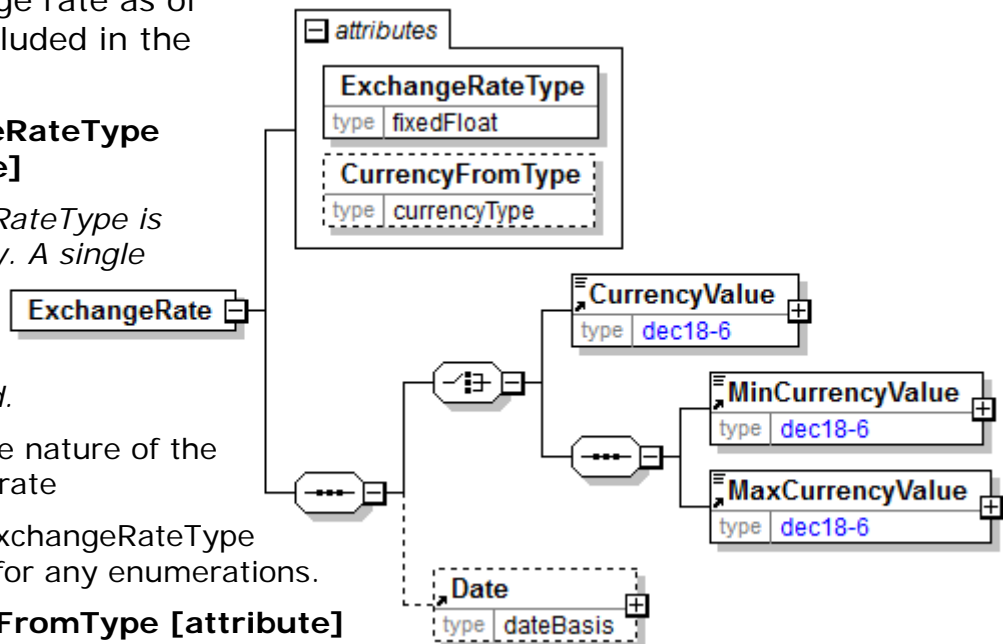 ge rate as of
luded in the
eRateType
e]
RateType is
y. A single
d.
e nature of the
rate
xchangeRateType
for any enumerations.
FromType [attribute]
attributes
ExchangeRateType
type fixedFloat
CurrencyFromType
type currencyType
ExchangeRate
CurrencyValue
type dec18-6
MinCurrencyValue
type dec18-6
MaxCurrencyValue
type dec18-6
Date
type dateBasis